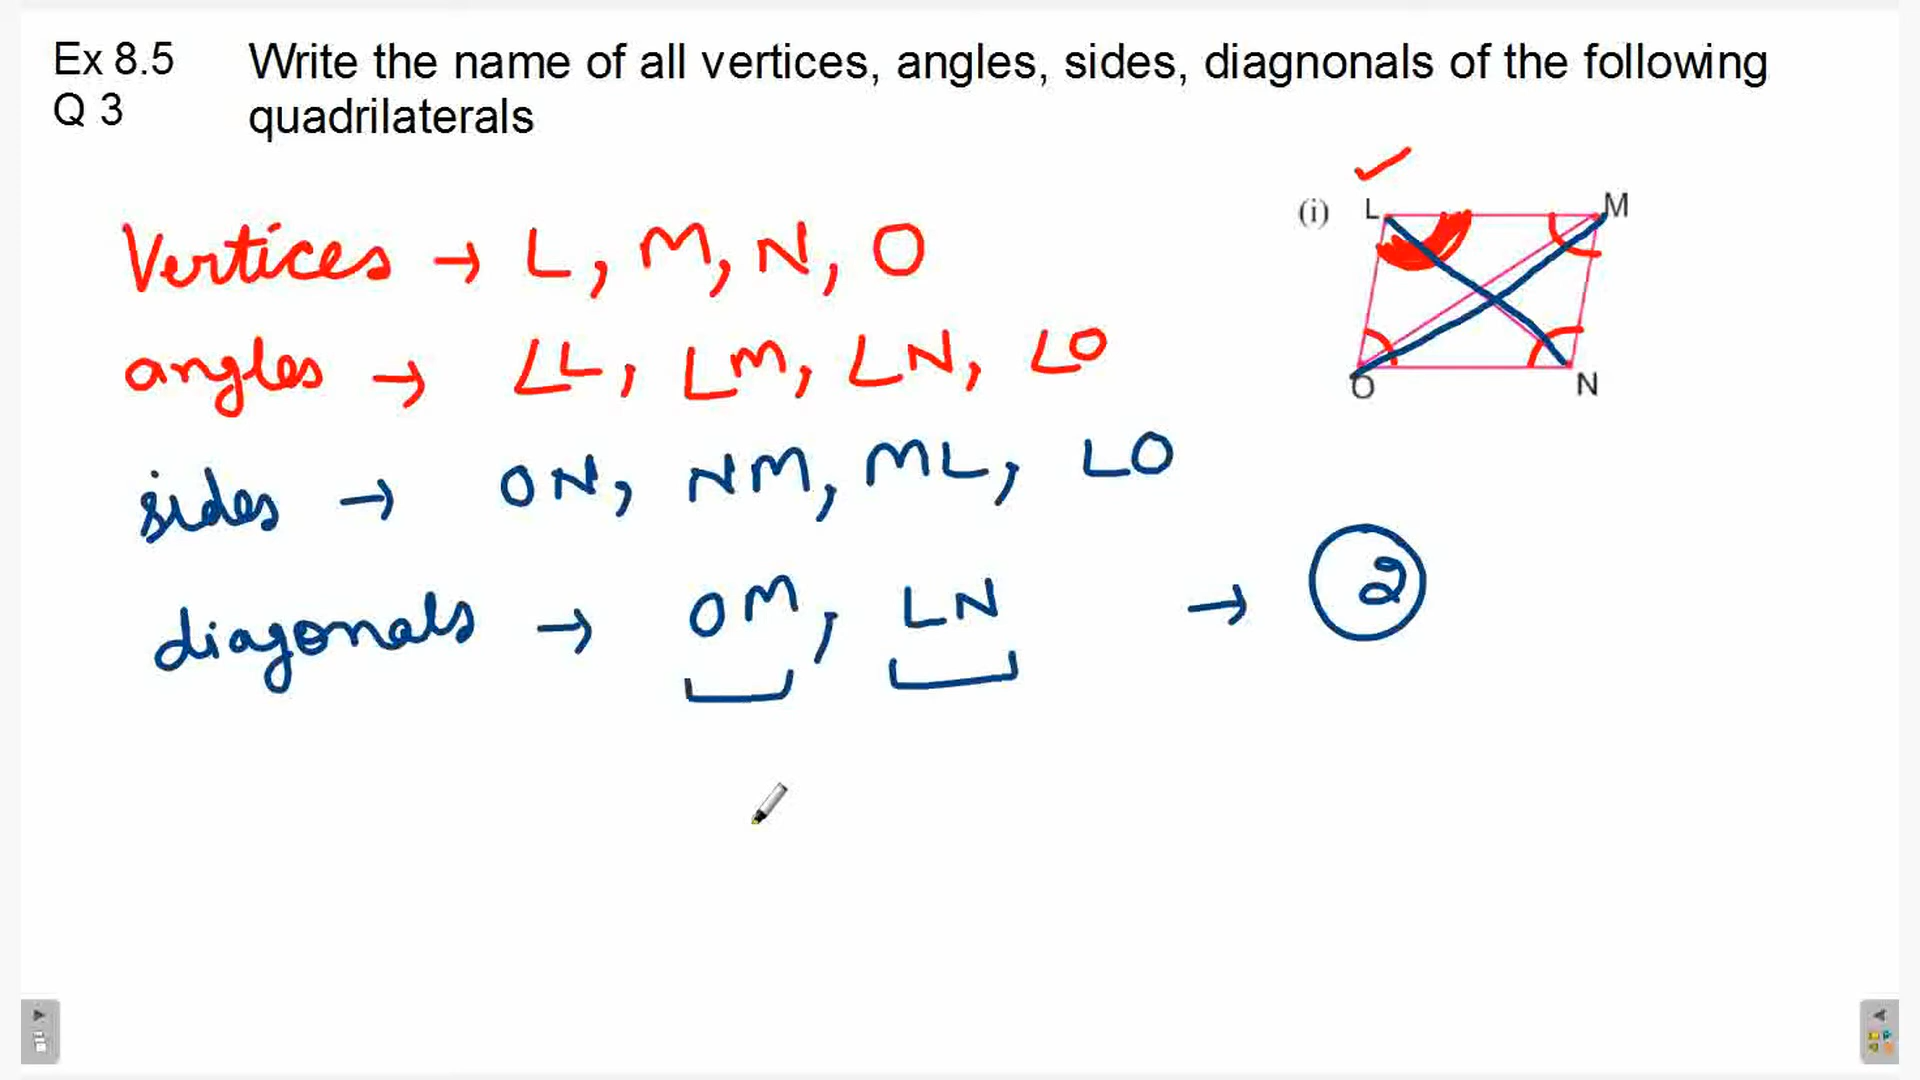 Ex 8.5 Write the name of all vertices, angles, sides, diagnonals of the following
Q 3 quadrilaterals
(i) L M
O N
Vertices → L, M, N, O
angles → ∠L, ∠M, ∠N, ∠O
sides → ON, NM, ML, LO
diagonals → OM, LN → 2